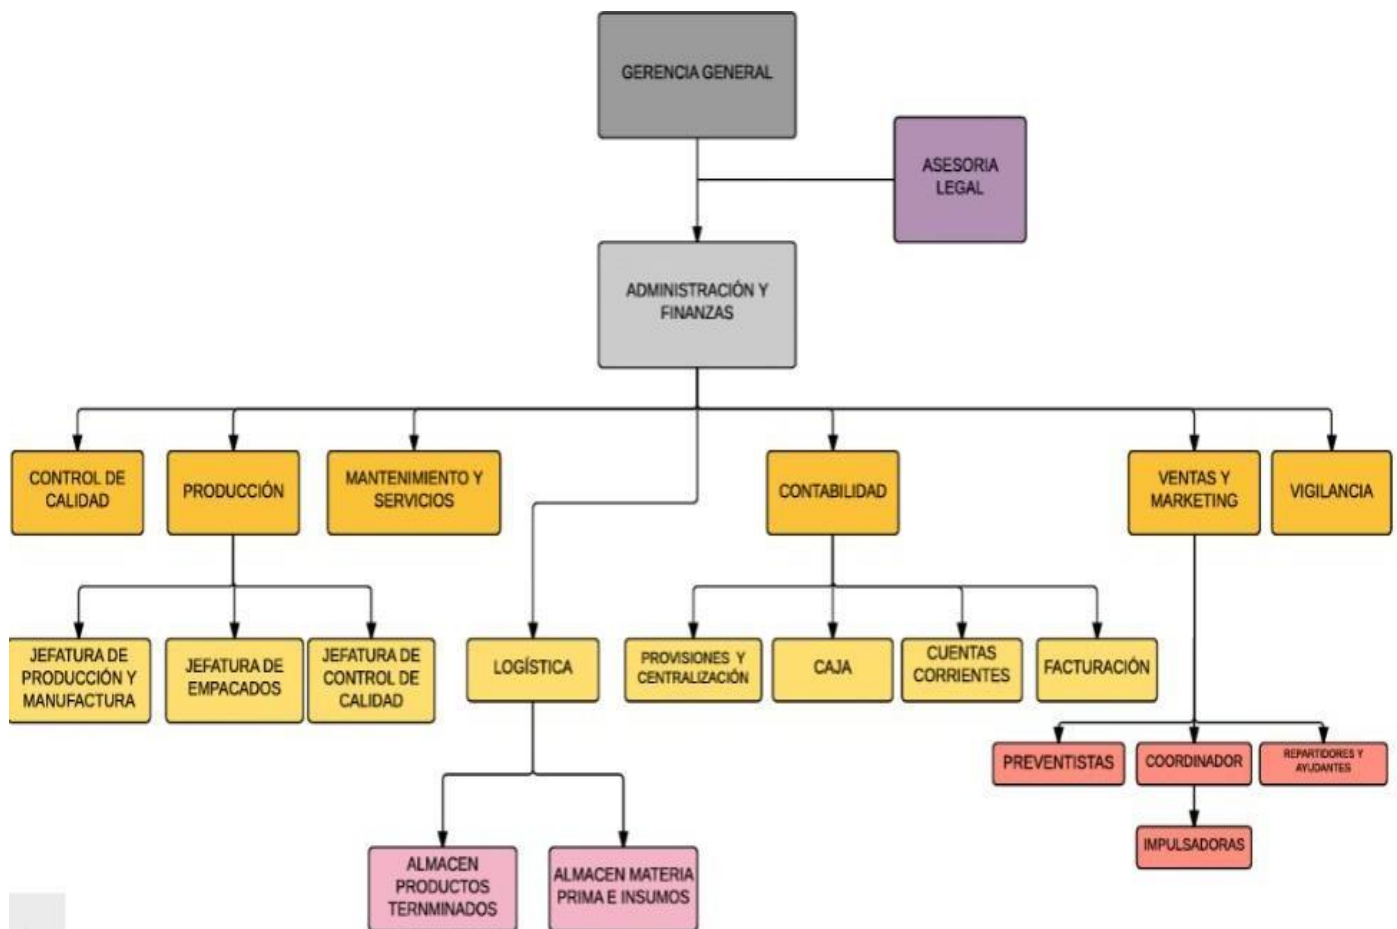 GERENCIA GENERAL
ASESORIA
LEGAL
ADMINISTRACIÓN Y
FINANZAS
CONTROL DE
CALIDAD
PRODUCCIÓN
MANTENIMIENTO Y
SERVICIOS
CONTABILIDAD
VENTAS Y
MARKETING
VIGILANCIA
JEFATURA DE
PRODUCCIÓN Y
MANUFACTURA
JEFATURA DE
EMPACADOS
JEFATURA DE
CONTROL DE
CALIDAD
LOGÍSTICA
PROVISIONES Y
CENTRALIZACIÓN
CAJA
CUENTAS
CORRIENTES
FACTURACIÓN
PREVENTISTAS
COORDINADOR
REPARTIDORES Y
AYUDANTES
IMPULSADORAS
ALMACEN
PRODUCTOS
TERNMINADOS
ALMACEN MATERIA
PRIMA E INSUMOS